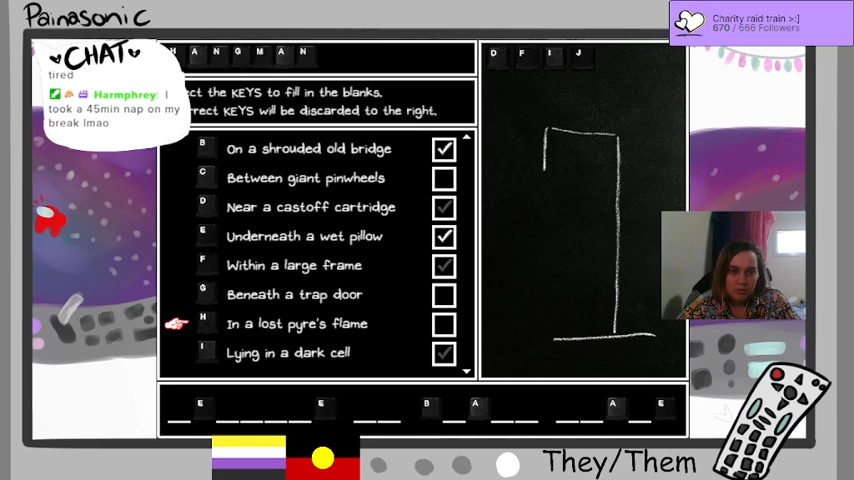 Painasonic
Charity raid train >:]
670 / 666 Followers
CHAT
tired
Harmphrey: I
took a 45min nap on my
break lmao
H A N G M A N
ect the KEYS to fill in the blanks.
rrect KEYS will be discarded to the right.
D F I J
B On a shrouded old bridge
C Between giant pinwheels
D Near a castoff cartridge
E Underneath a wet pillow
F Within a large frame
G Beneath a trap door
H In a lost pyre's flame
I Lying in a dark cell
E E B A A E
They/Them